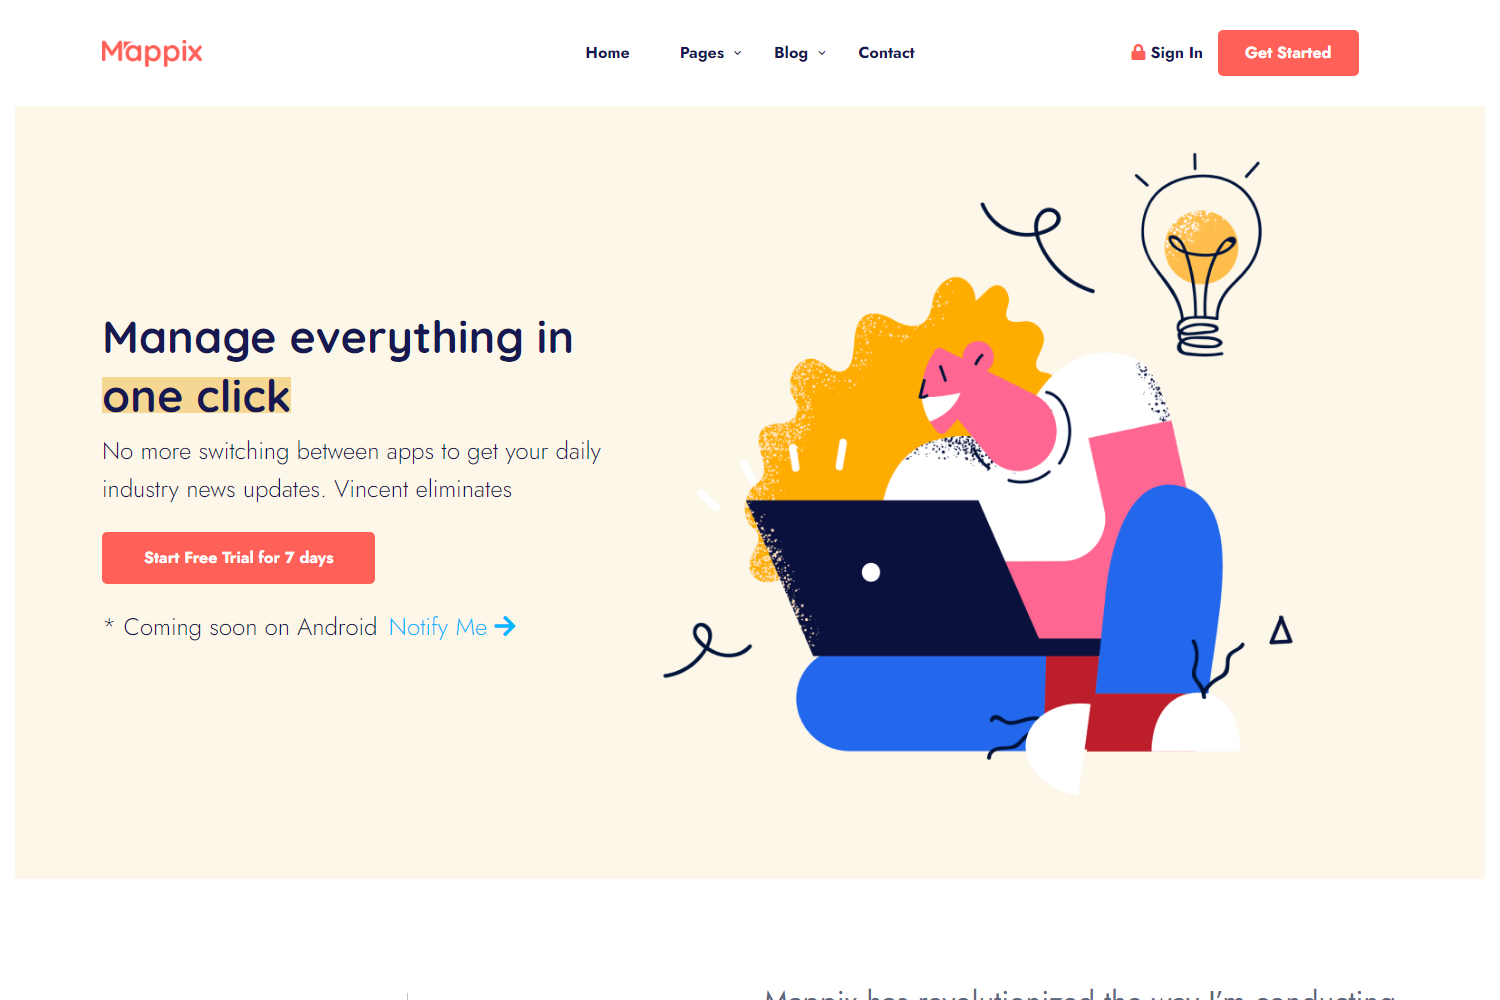 Mappix
Home Pages Blog Contact
Sign In
Get Started
Manage everything in
one click
No more switching between apps to get your daily
industry news updates. Vincent eliminates
Start Free Trial for 7 days
* Coming soon on Android Notify Me
Mappix has revolutionized the way I'm conducting